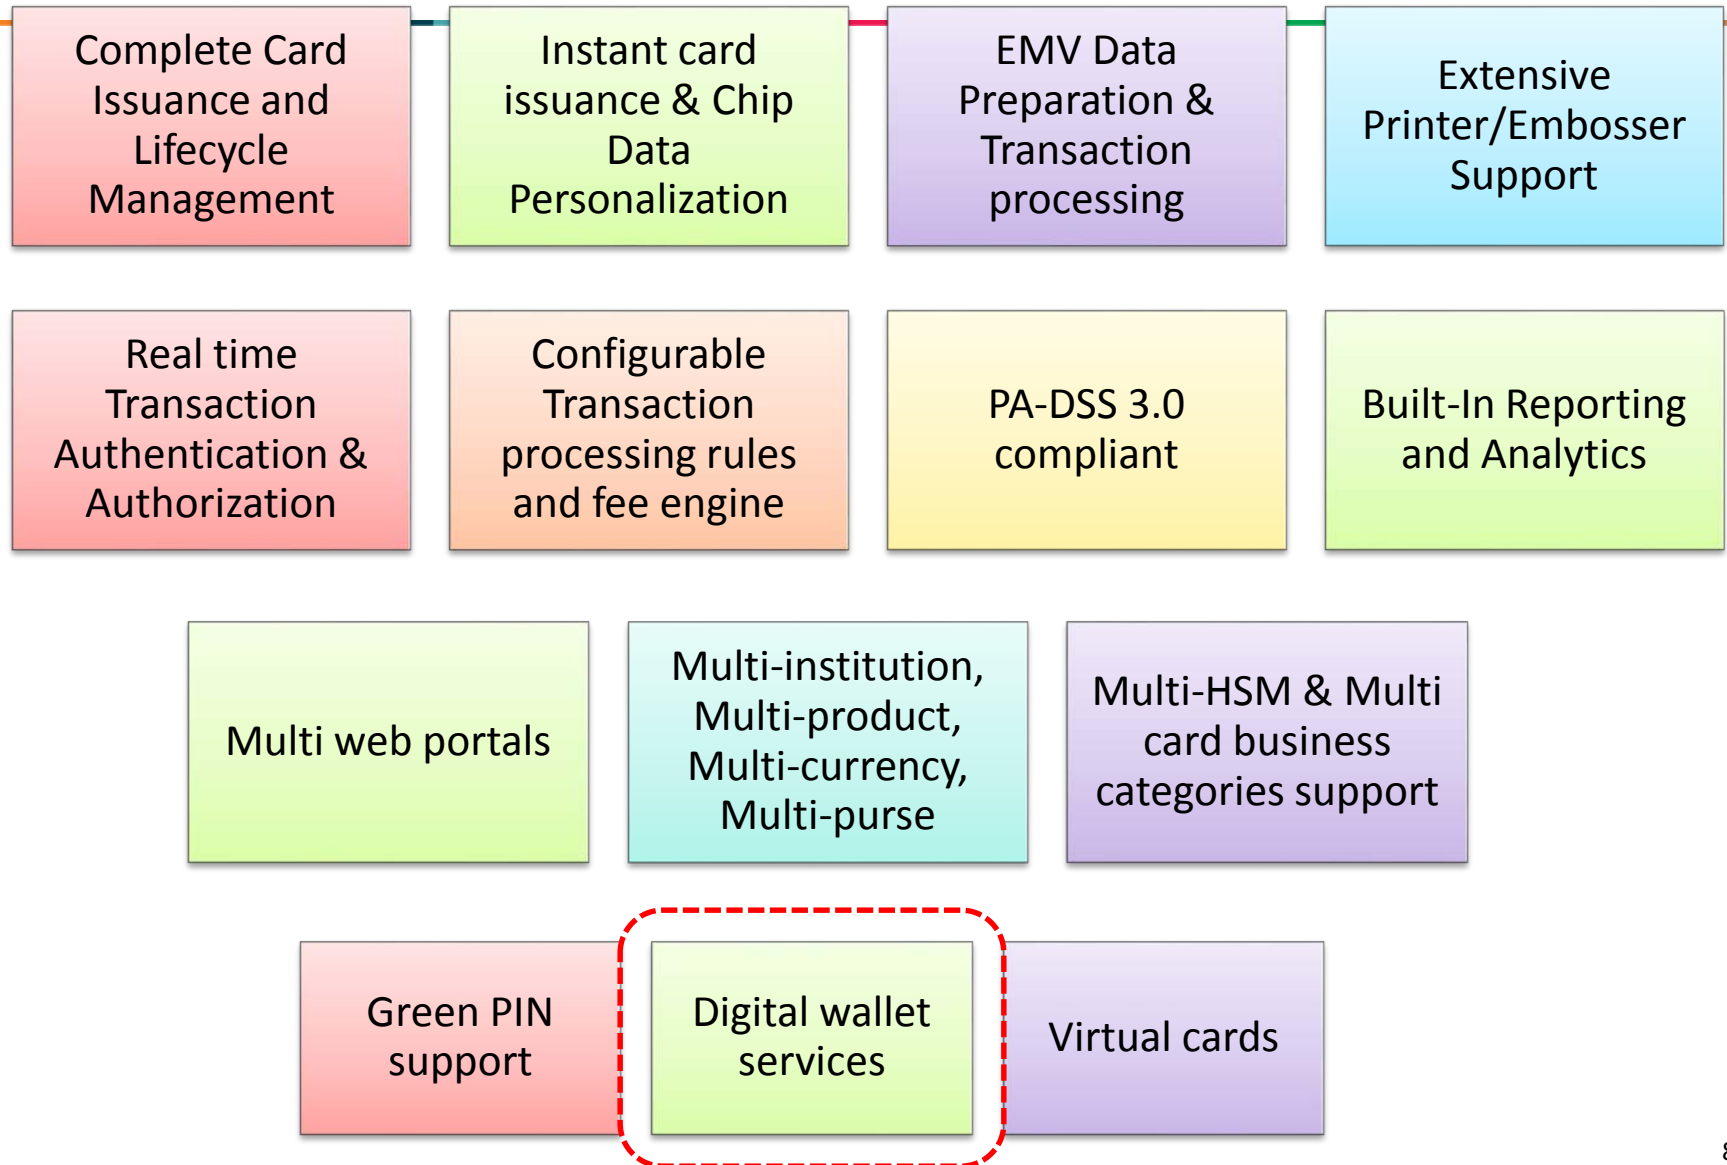 Complete Card
Issuance and
Lifecycle
Management
Instant card
issuance & Chip
Data
Personalization
EMV Data
Preparation &
Transaction
processing
Extensive
Printer/Embosser
Support
Real time
Transaction
Authentication &
Authorization
Configurable
Transaction
processing rules
and fee engine
PA-DSS 3.0
compliant
Built-In Reporting
and Analytics
Multi web portals
Multi-institution,
Multi-product,
Multi-currency,
Multi-purse
Multi-HSM & Multi
card business
categories support
Green PIN
support
Digital wallet
services
Virtual cards